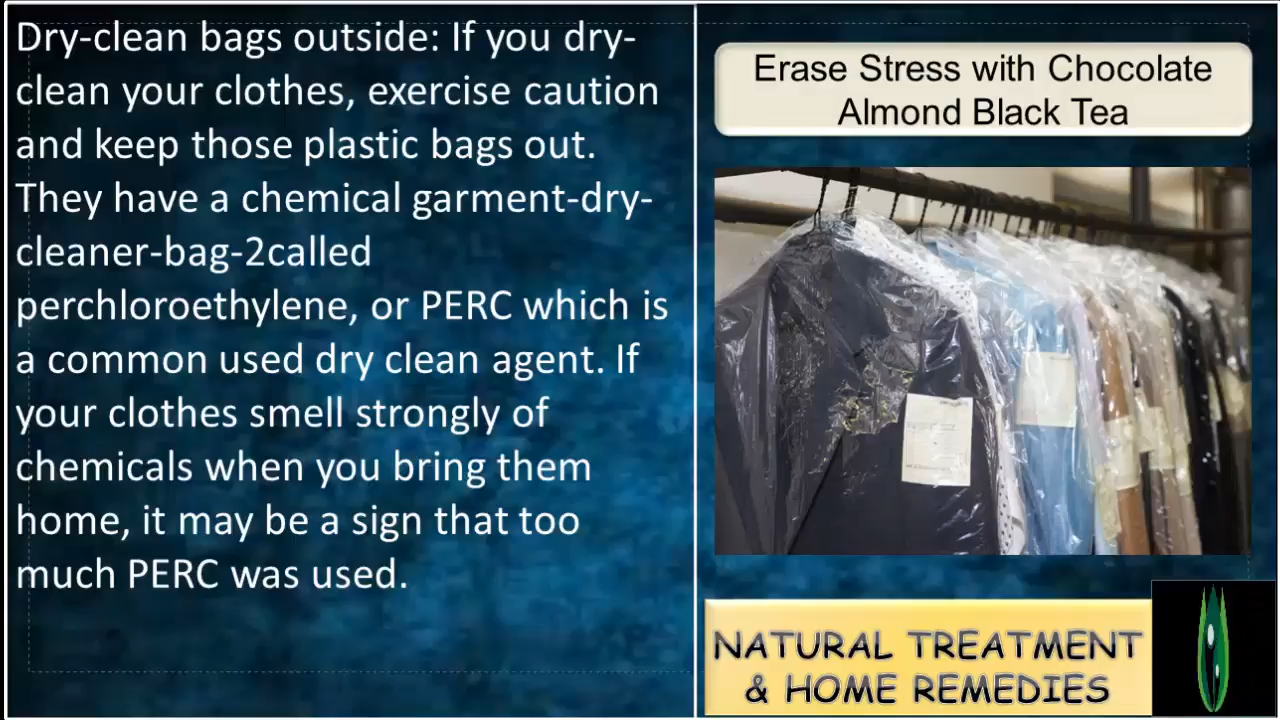 Dry-clean bags outside: If you dry-
clean your clothes, exercise caution
and keep those plastic bags out.
They have a chemical garment-dry-
cleaner-bag-2called
perchloroethylene, or PERC which is
a common used dry clean agent. If
your clothes smell strongly of
chemicals when you bring them
home, it may be a sign that too
much PERC was used.
Erase Stress with Chocolate
Almond Black Tea
NATURAL TREATMENT
& HOME REMEDIES